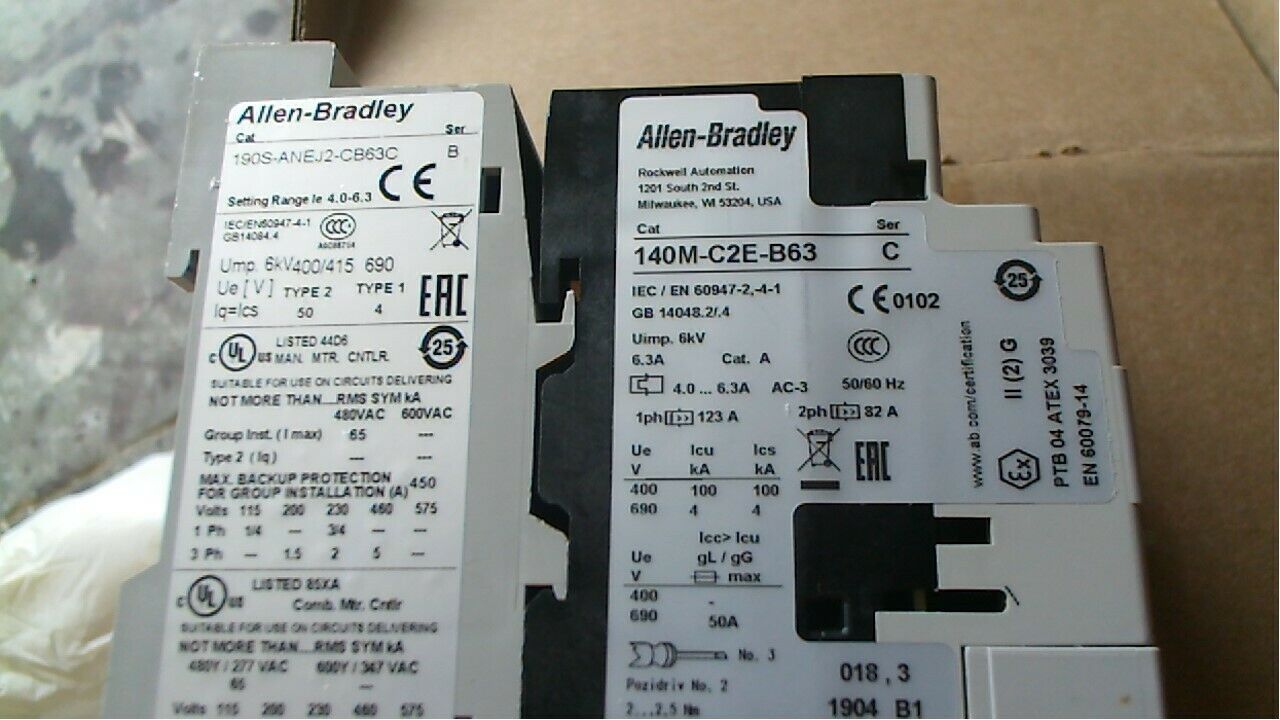 Allen-Bradley
Cat Ser
190S-ANEJ2-CB63C B
Setting Range Ie 4.0-6.3 CE
IEC/EN60947-4-1
GB14084.4
CCC
Uimp. 6kV 400/415 690
Ue [ V ] TYPE 2 TYPE 1
Iq=Ics 50 4
EAC
c UL us LISTED 44D6
MAN. MTR. CNTLR.
25
SUITABLE FOR USE ON CIRCUITS DELIVERING
NOT MORE THAN....RMS SYM kA
480VAC 600VAC
Group Inst. ( I max) 65 ---
Type 2 ( Iq ) --- ---
MAX. BACKUP PROTECTION
FOR GROUP INSTALLATION (A) 450
Volts 115 200 230 460 575
1 Ph 1/4 --- 3/4 --- ---
3 Ph --- 1.5 2 5 ---
c UL us LISTED 85XA
Comb. Mtr. Cntlr
SUITABLE FOR USE ON CIRCUITS DELIVERING
NOT MORE THAN....RMS SYM kA
480Y / 277 VAC 600Y / 347 VAC
65 ---
Volts 115 200 230 460 575
Allen-Bradley
Rockwell Automation
1201 South 2nd St.
Milwaukee, WI 53204, USA
Cat Ser
140M-C2E-B63 C
IEC / EN 60947-2,-4-1
GB 14048.2/.4
CE 0102
Uimp. 6kV
6.3A Cat. A
CCC
4.0 ... 6.3A AC-3 50/60 Hz
1ph 123 A 2ph 82 A
Ue Icu Ics
V kA kA
400 100 100
690 4 4
EAC
Icc> Icu
Ue gL / gG
V max
400 -
690 50A
No. 3
Pozidriv No. 2
2...2.5 Nm
018 , 3
1904 B1
25
www.ab.com/certification
Ex II (2) G
PTB 04 ATEX 3039
EN 60079-14